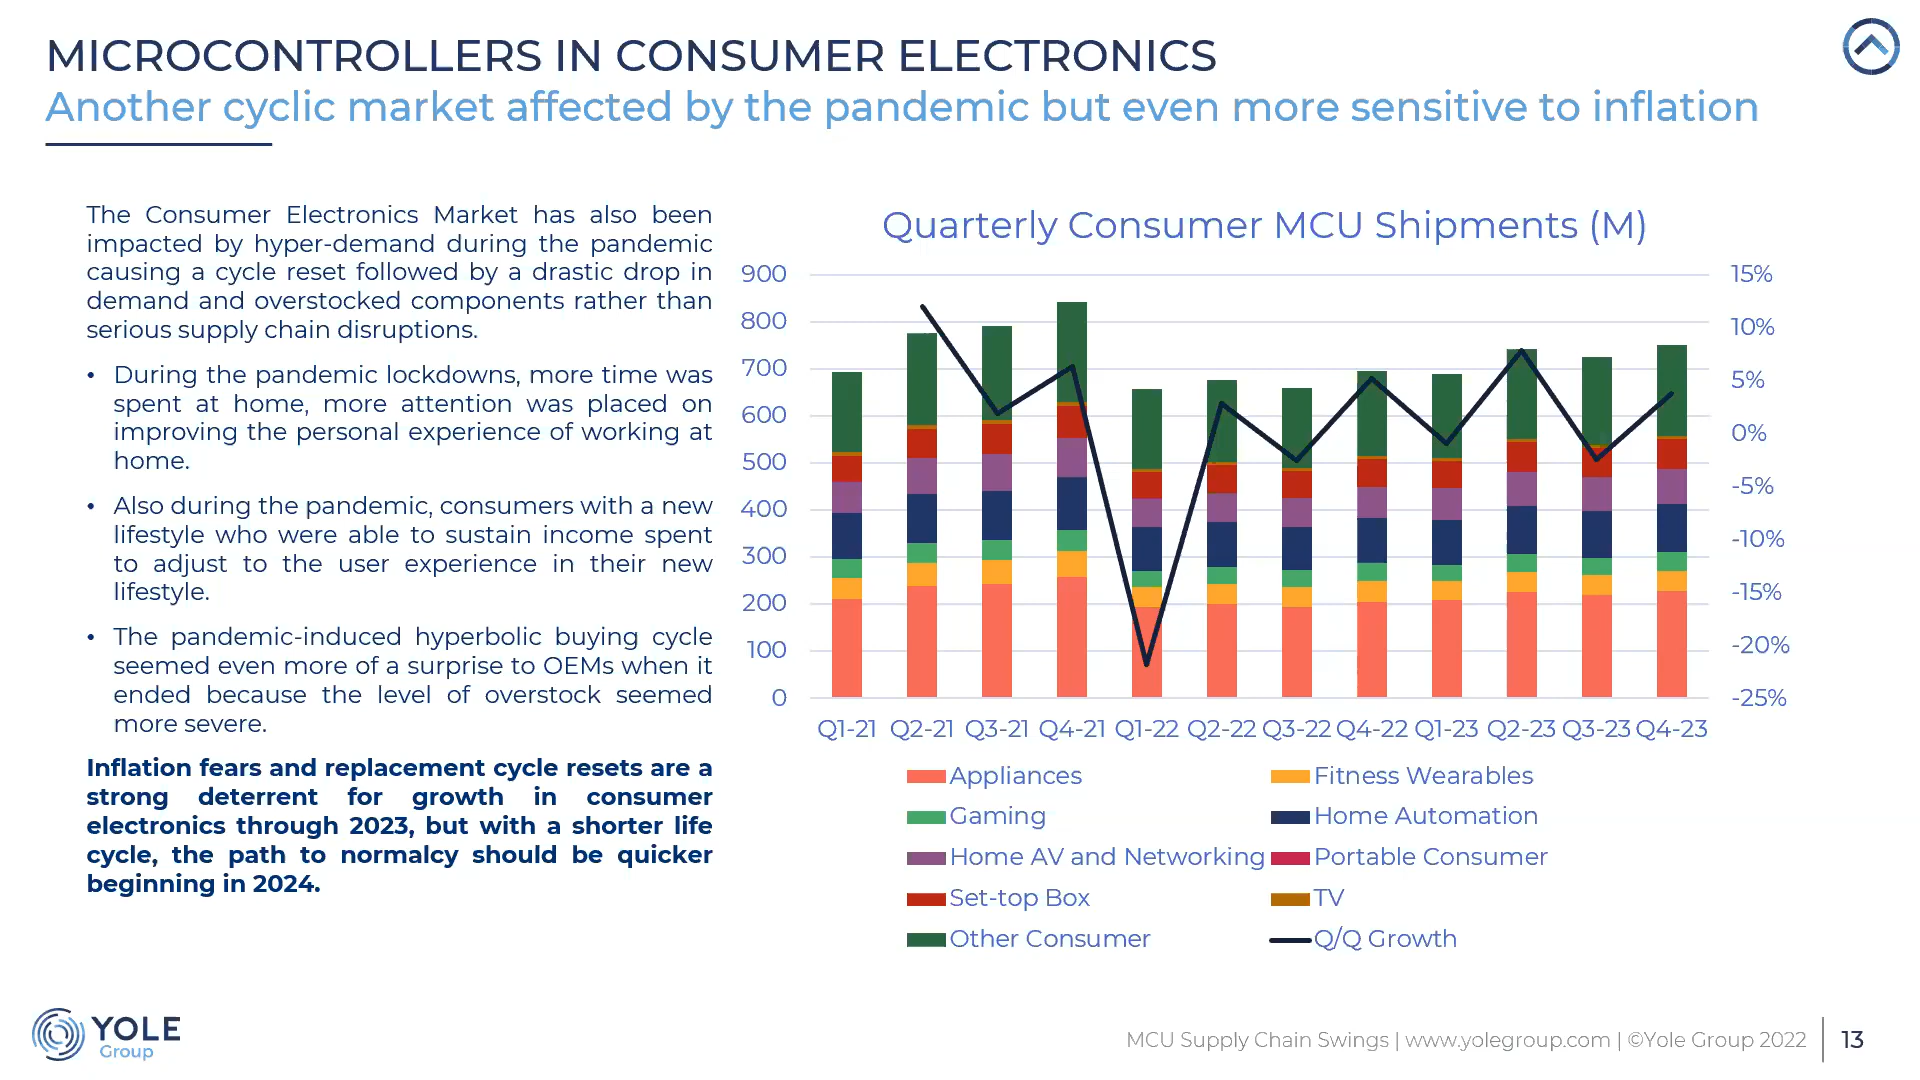 MICROCONTROLLERS IN CONSUMER ELECTRONICS
Another cyclic market affected by the pandemic but even more sensitive to inflation
The Consumer Electronics Market has also been
impacted by hyper-demand during the pandemic
causing a cycle reset followed by a drastic drop in
demand and overstocked components rather than
serious supply chain disruptions.
• During the pandemic lockdowns, more time was
spent at home, more attention was placed on
improving the personal experience of working at
home.
• Also during the pandemic, consumers with a new
lifestyle who were able to sustain income spent
to adjust to the user experience in their new
lifestyle.
• The pandemic-induced hyperbolic buying cycle
seemed even more of a surprise to OEMs when it
ended because the level of overstock seemed
more severe.
Inflation fears and replacement cycle resets are a
strong deterrent for growth in consumer
electronics through 2023, but with a shorter life
cycle, the path to normalcy should be quicker
beginning in 2024.
Quarterly Consumer MCU Shipments (M)
900 15%
800 10%
700 5%
600 0%
500 -5%
400 -10%
300 -15%
200 -20%
100 -25%
0
Q1-21 Q2-21 Q3-21 Q4-21 Q1-22 Q2-22 Q3-22 Q4-22 Q1-23 Q2-23 Q3-23 Q4-23
Appliances Fitness Wearables
Gaming Home Automation
Home AV and Networking Portable Consumer
Set-top Box TV
Other Consumer Q/Q Growth
YOLE
Group
MCU Supply Chain Swings | www.yolegroup.com | ©Yole Group 2022 | 13